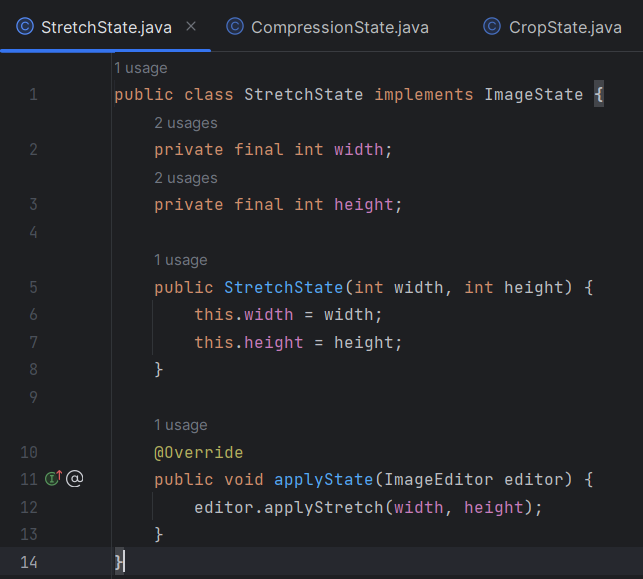 StretchState.java CompressionState.java CropState.java
1 usage
1 public class StretchState implements ImageState {
2 usages
2 private final int width;
2 usages
3 private final int height;
4
1 usage
5 public StretchState(int width, int height) {
6 this.width = width;
7 this.height = height;
8 }
9
1 usage
10 @Override
11 public void applyState(ImageEditor editor) {
12 editor.applyStretch(width, height);
13 }
14 }